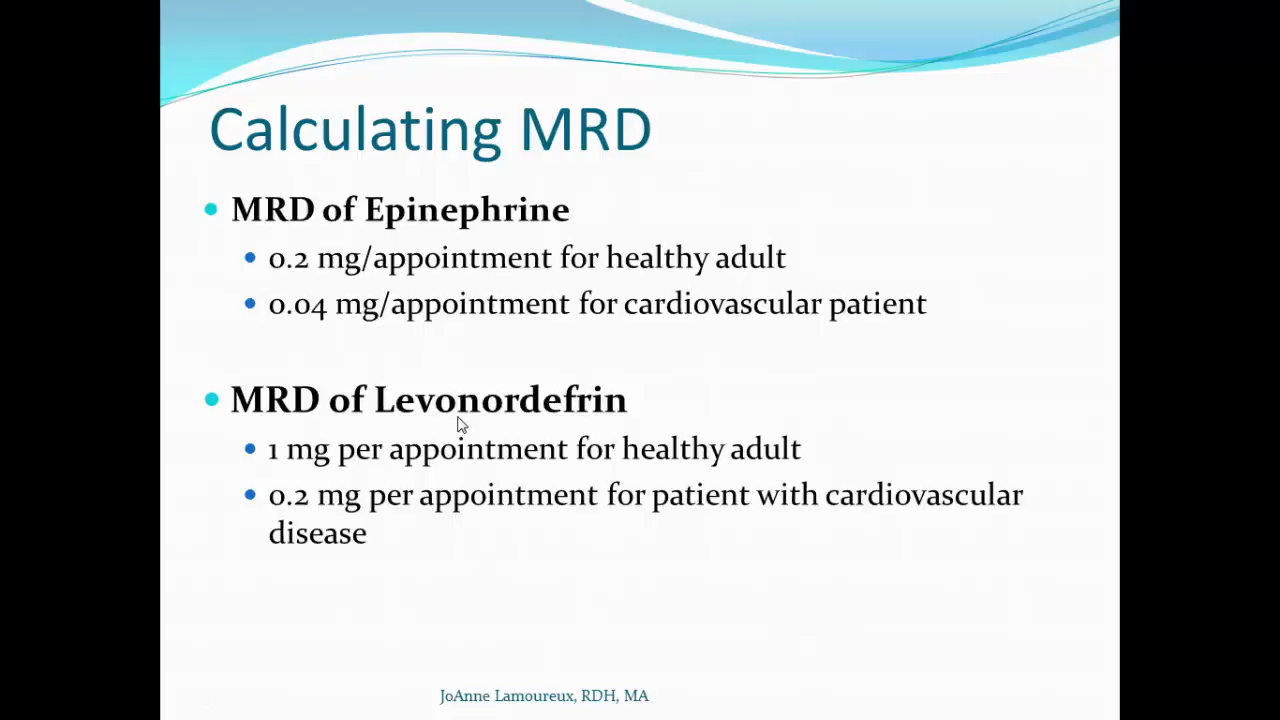 Calculating MRD
MRD of Epinephrine
0.2 mg/appointment for healthy adult
0.04 mg/appointment for cardiovascular patient
MRD of Levonordefrin
1 mg per appointment for healthy adult
0.2 mg per appointment for patient with cardiovascular
disease
JoAnne Lamoureux, RDH, MA